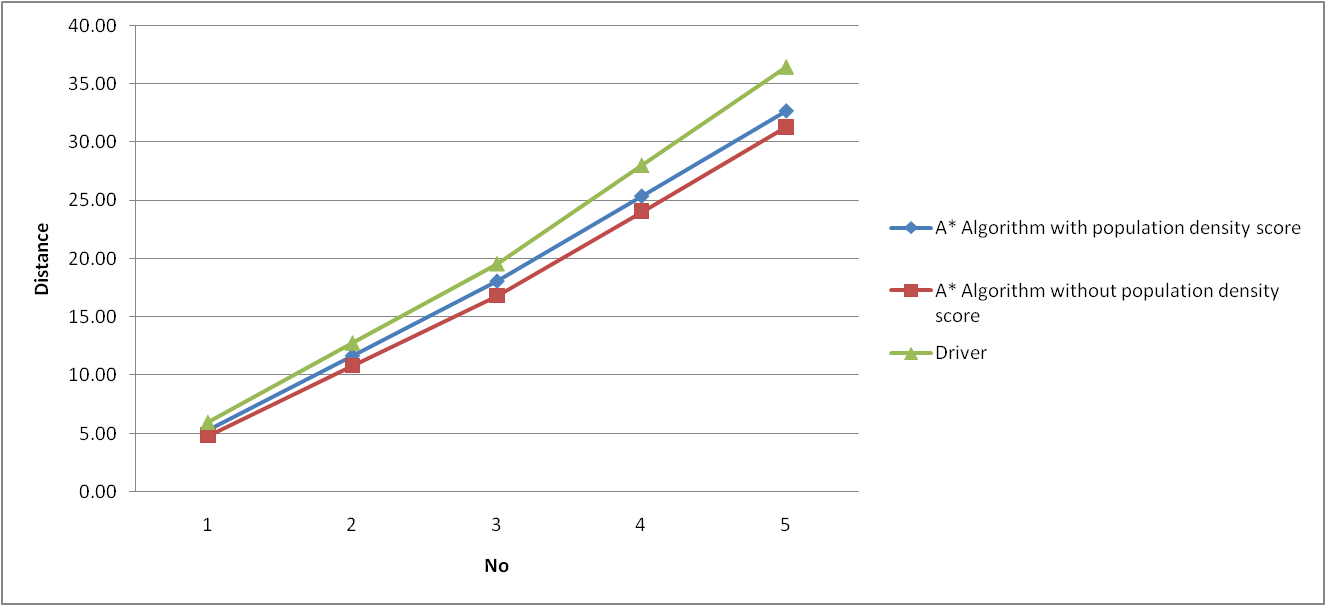 40.00
35.00
30.00
25.00
20.00
15.00
10.00
5.00
0.00
Distance
1 2 3 4 5
No
A* Algorithm with population density score
A* Algorithm without population density
score
Driver